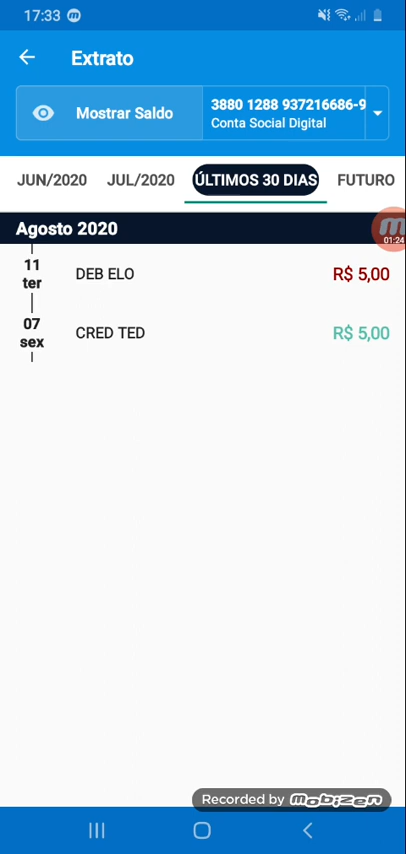 17:33
Extrato
Mostrar Saldo
3880 1288 937216686-9
Conta Social Digital
JUN/2020 JUL/2020 ÚLTIMOS 30 DIAS FUTURO
Agosto 2020
01:24
11
ter
DEB ELO
R$ 5,00
07
sex
CRED TED
R$ 5,00
Recorded by mobizen